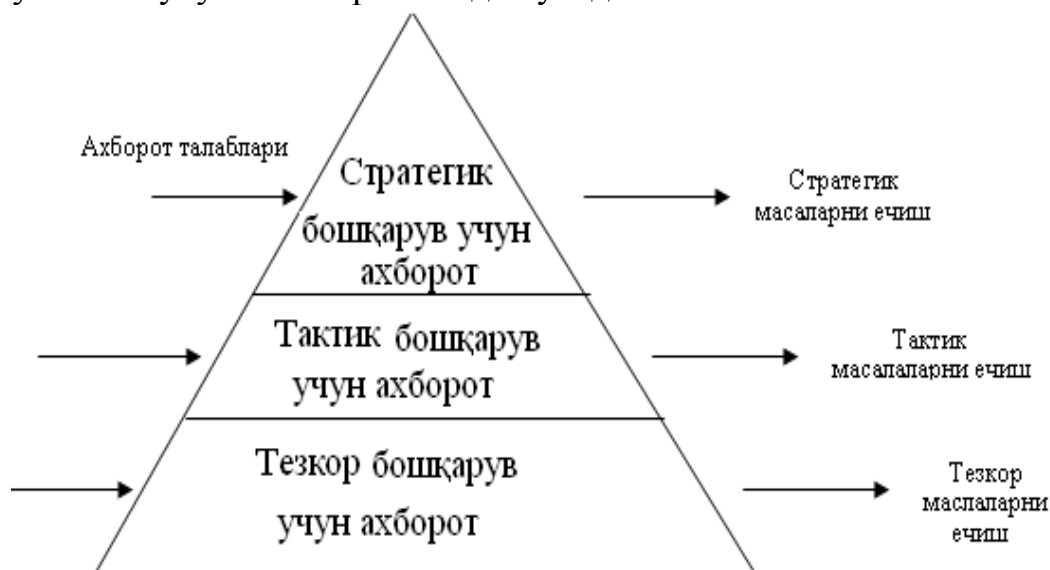 Ахборот талаблари
Стратегик
бошқарув учун
ахборот
Стратегик
масаларни ечиш
Тактик бошқарув
учун ахборот
Тактик
масалаларни ечиш
Тезкор бошқарув
учун ахборот
Тезкор
маслаларни
ечиш